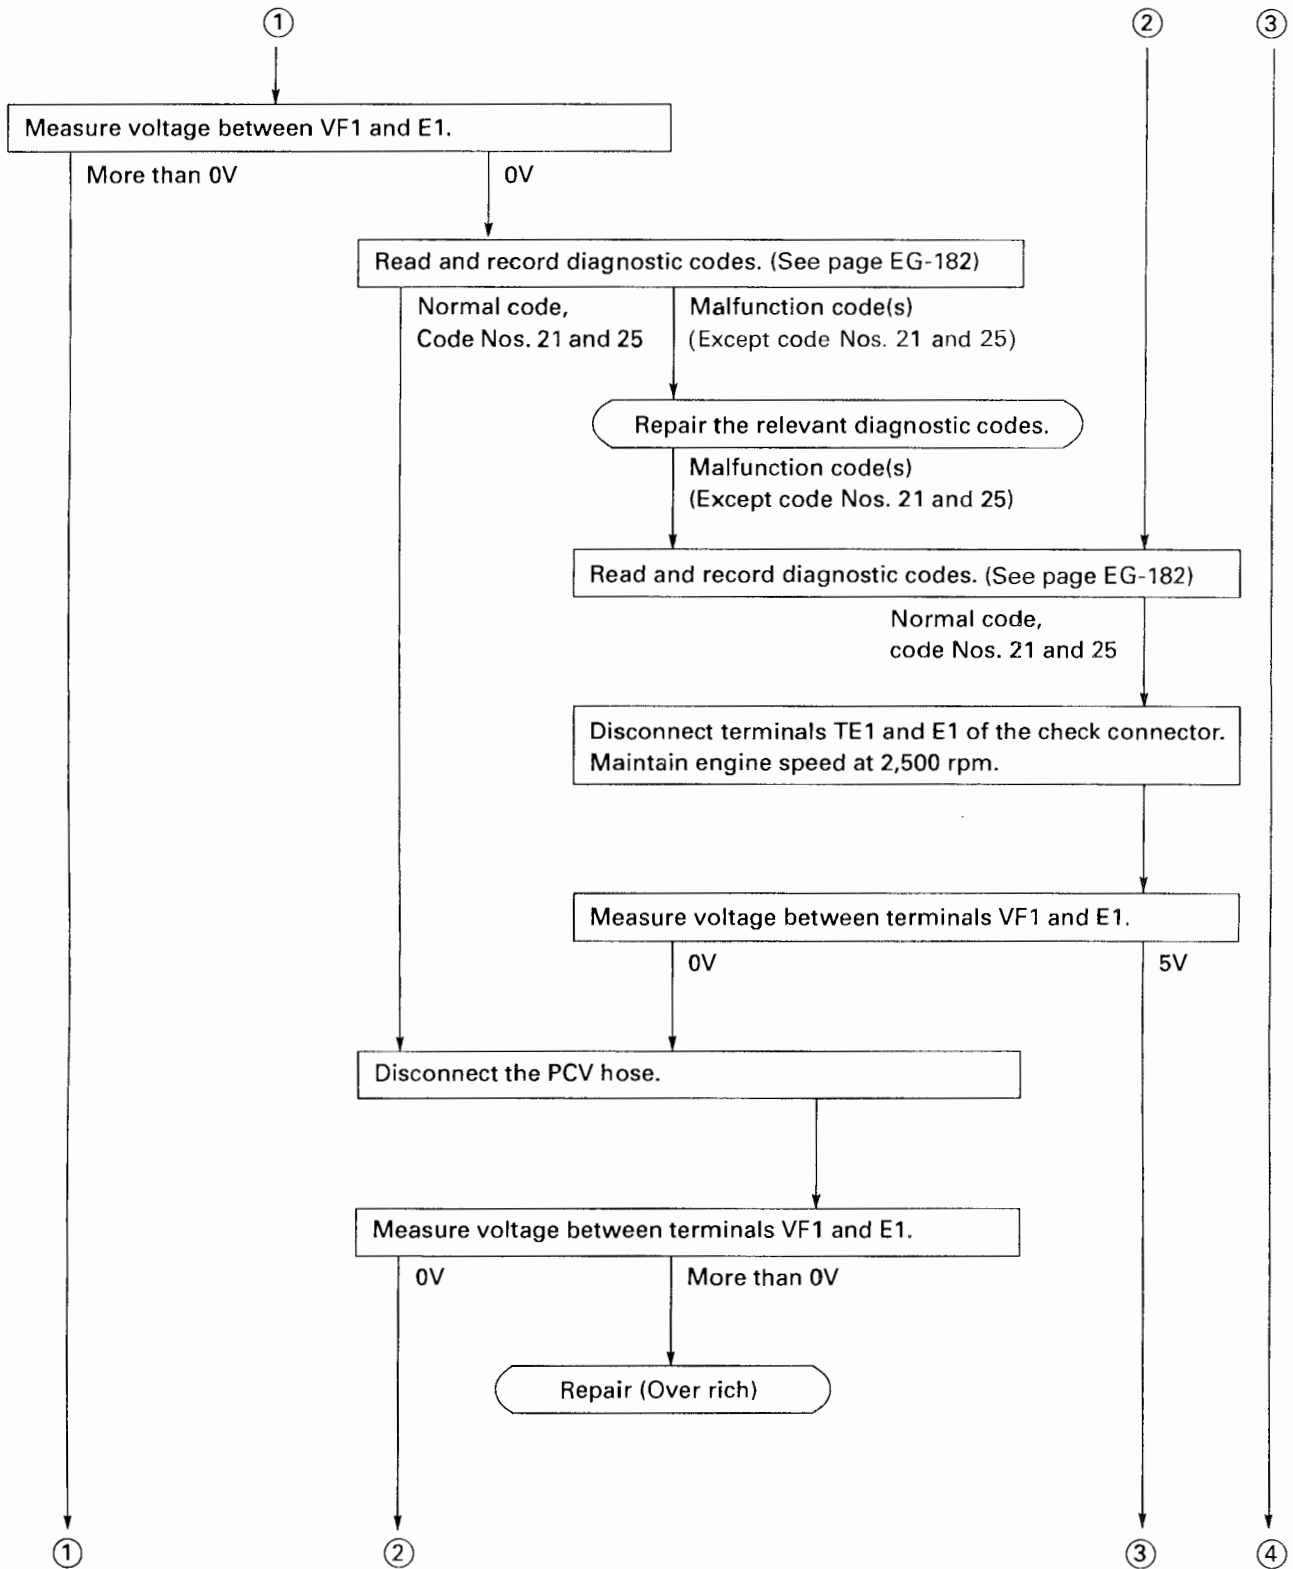 ① ② ③
Measure voltage between VF1 and E1.
More than 0V
0V
Read and record diagnostic codes. (See page EG-182)
Normal code,
Code Nos. 21 and 25
Malfunction code(s)
(Except code Nos. 21 and 25)
Repair the relevant diagnostic codes.
Malfunction code(s)
(Except code Nos. 21 and 25)
Read and record diagnostic codes. (See page EG-182)
Normal code,
code Nos. 21 and 25
Disconnect terminals TE1 and E1 of the check connector.
Maintain engine speed at 2,500 rpm.
Measure voltage between terminals VF1 and E1.
0V
5V
Disconnect the PCV hose.
Measure voltage between terminals VF1 and E1.
0V
More than 0V
Repair (Over rich)
① ② ③ ④